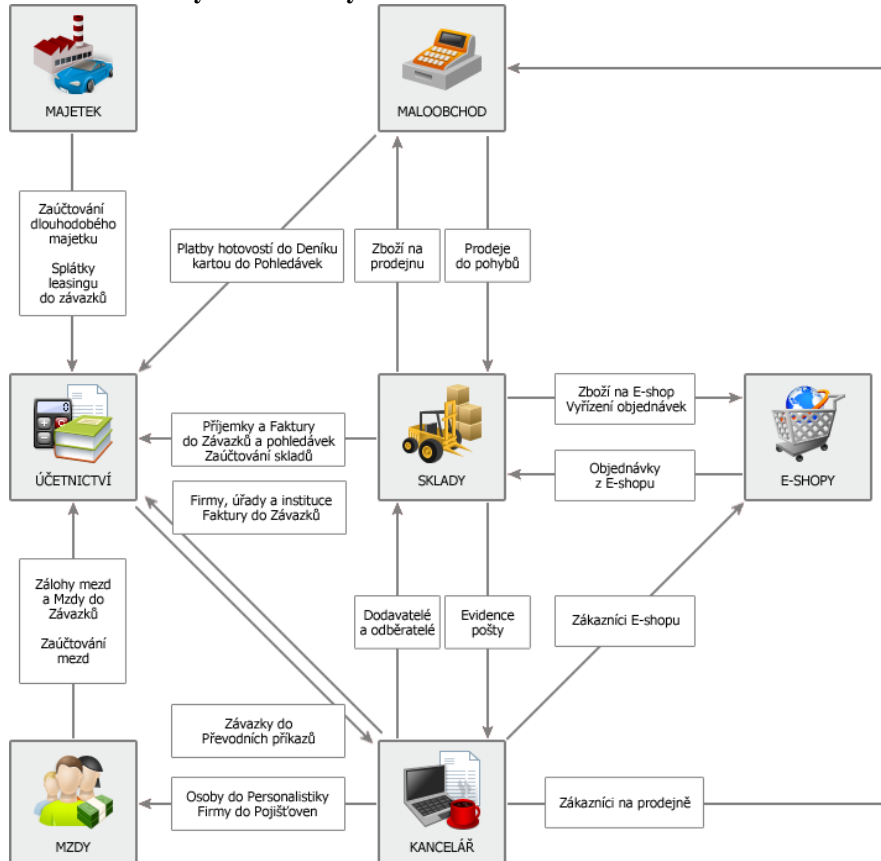 MAJETEK
MALOOBCHOD
Zaúčtování
dlouhodobého
majetku
Splátky
leasingu
do závazků
Platby hotovostí do Deníku
kartou do Pohledávek
Zboží na
prodejnu
Prodeje
do pohybů
ÚČETNICTVÍ
Příjemky a Faktury
do Závazků a pohledávek
Zaúčtování skladů
SKLADY
Zboží na E-shop
Vyřízení objednávek
Objednávky
z E-shopu
E-SHOPY
Firmy, úřady a instituce
Faktury do Závazků
Zálohy mezd
a Mzdy do
Závazků
Zaúčtování
mezd
Dodavatelé
a odběratelé
Evidence
pošty
Zákazníci E-shopu
Závazky do
Převodních příkazů
MZDY
Osoby do Personalistiky
Firmy do Pojišťoven
KANCELÁŘ
Zákazníci na prodejně